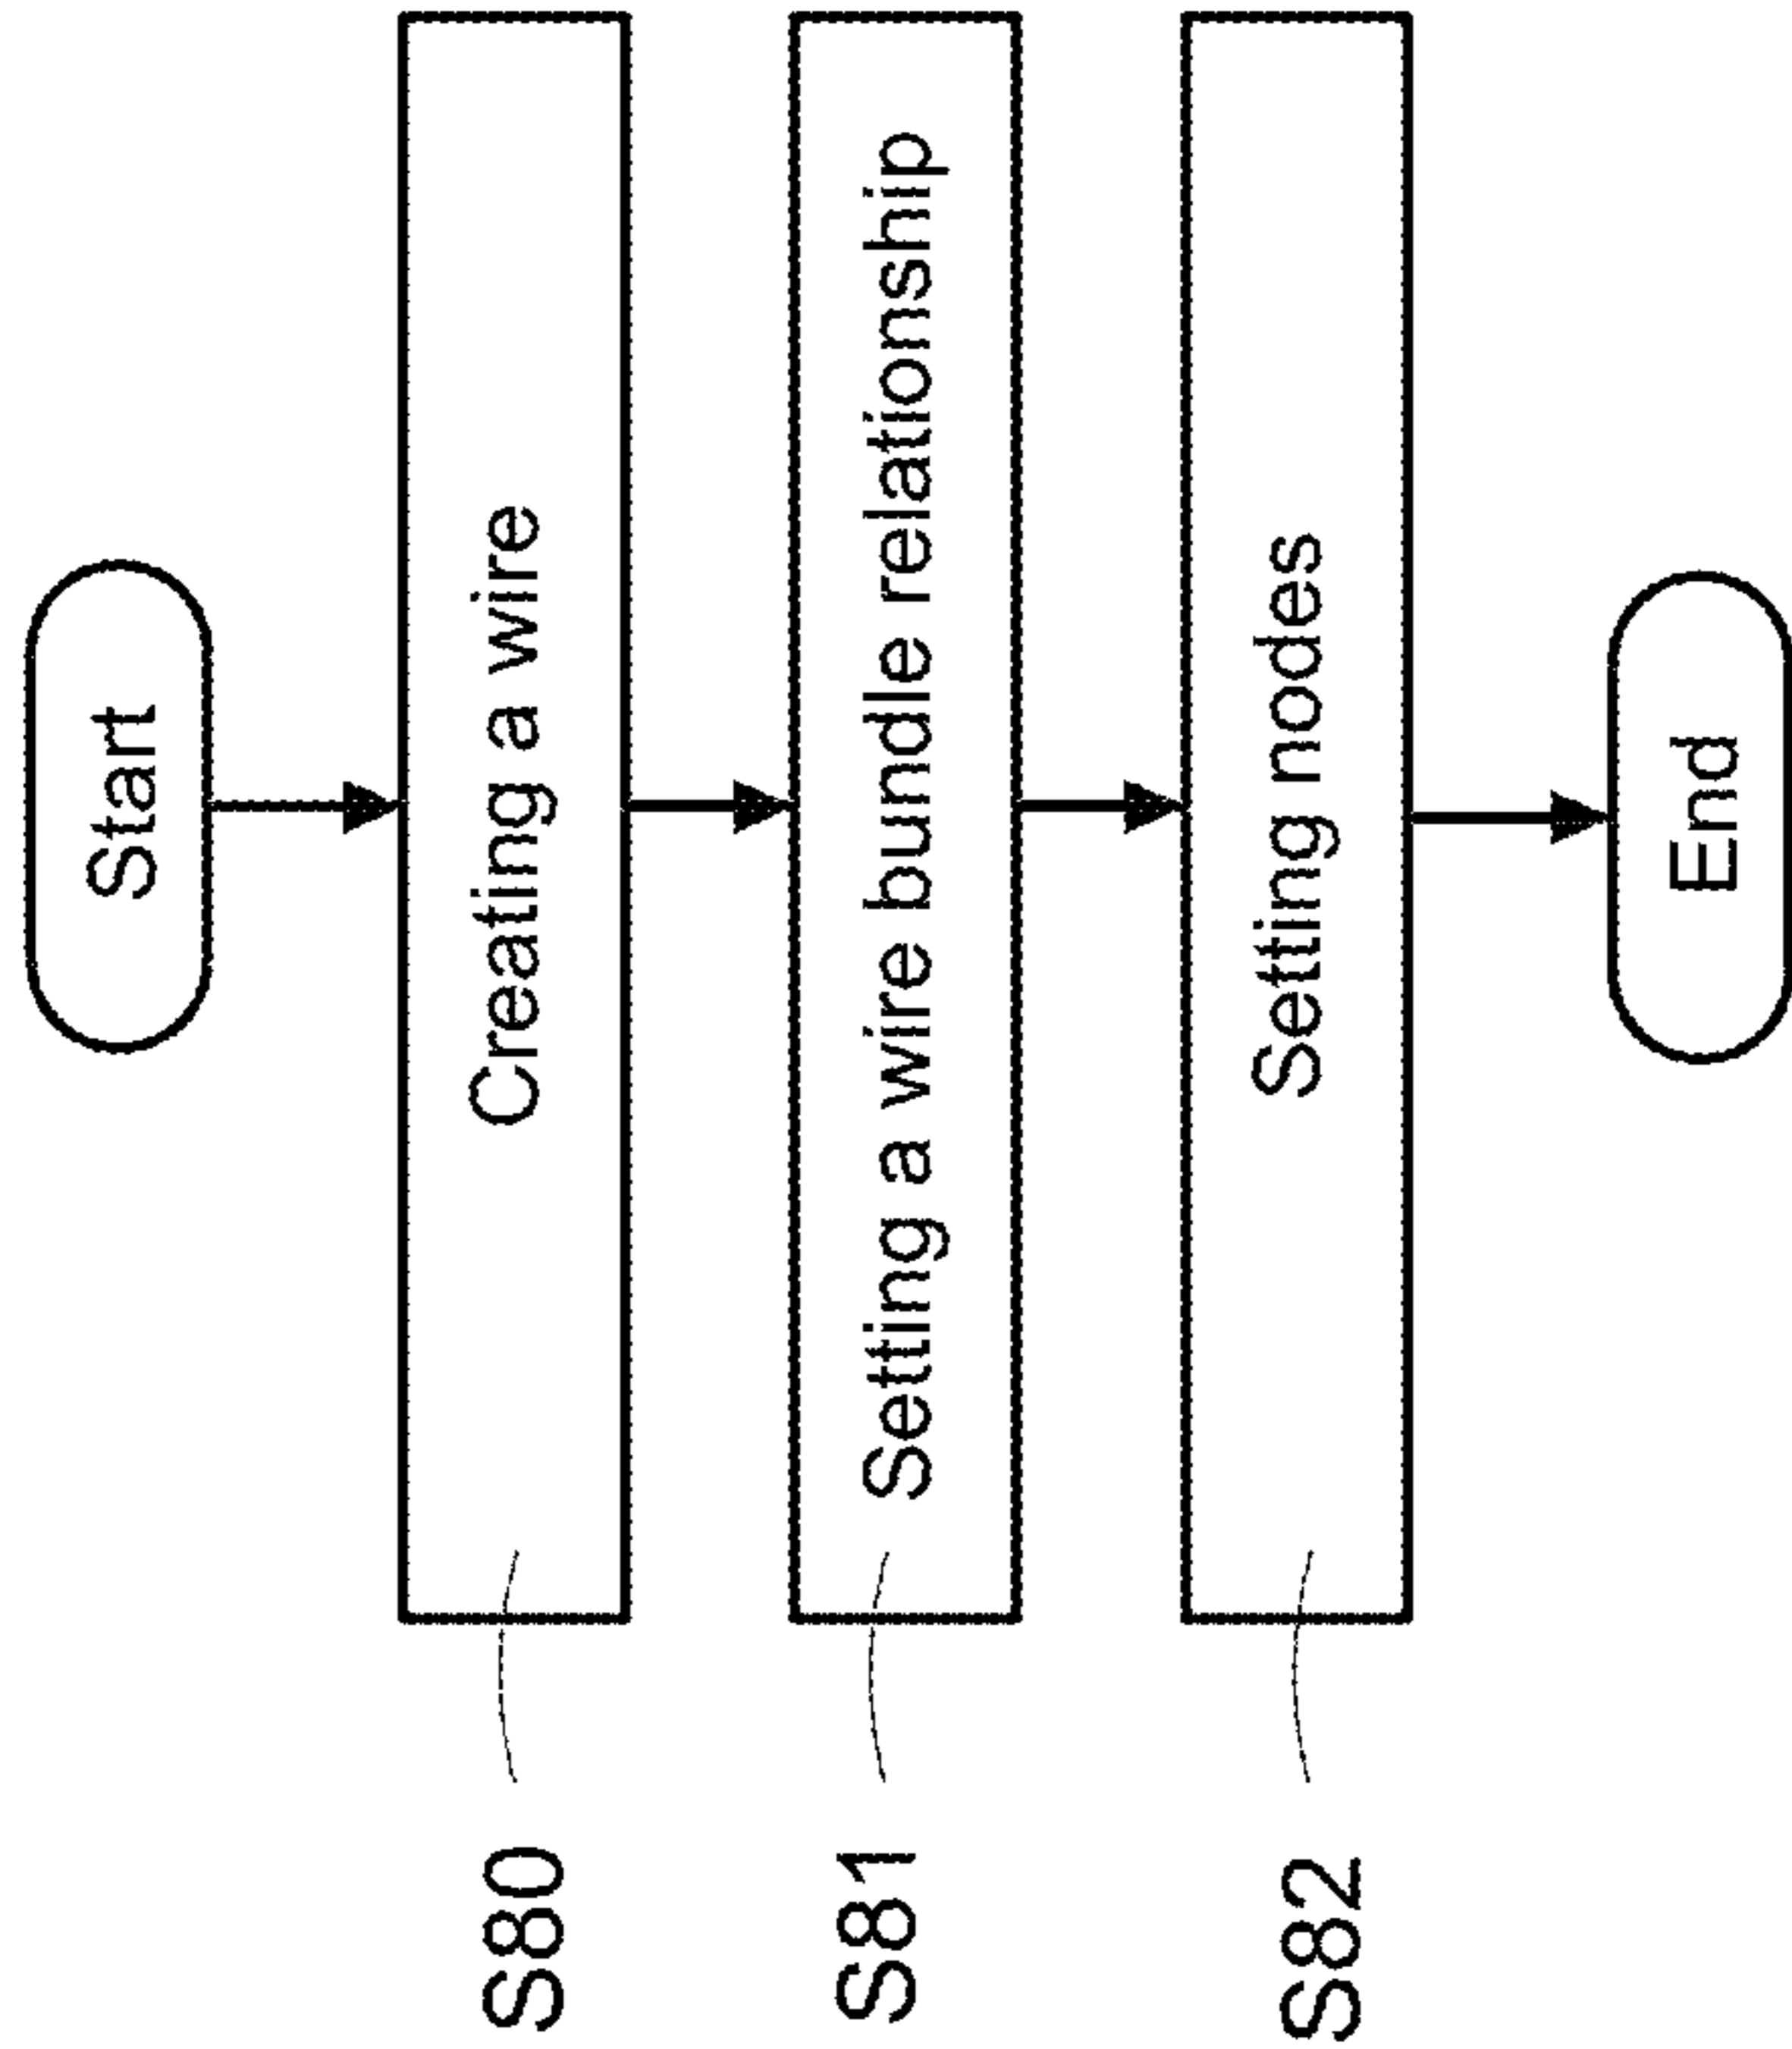 Start
S80
Creating a wire
S81
Setting a wire bundle relationship
S82
Setting nodes
End